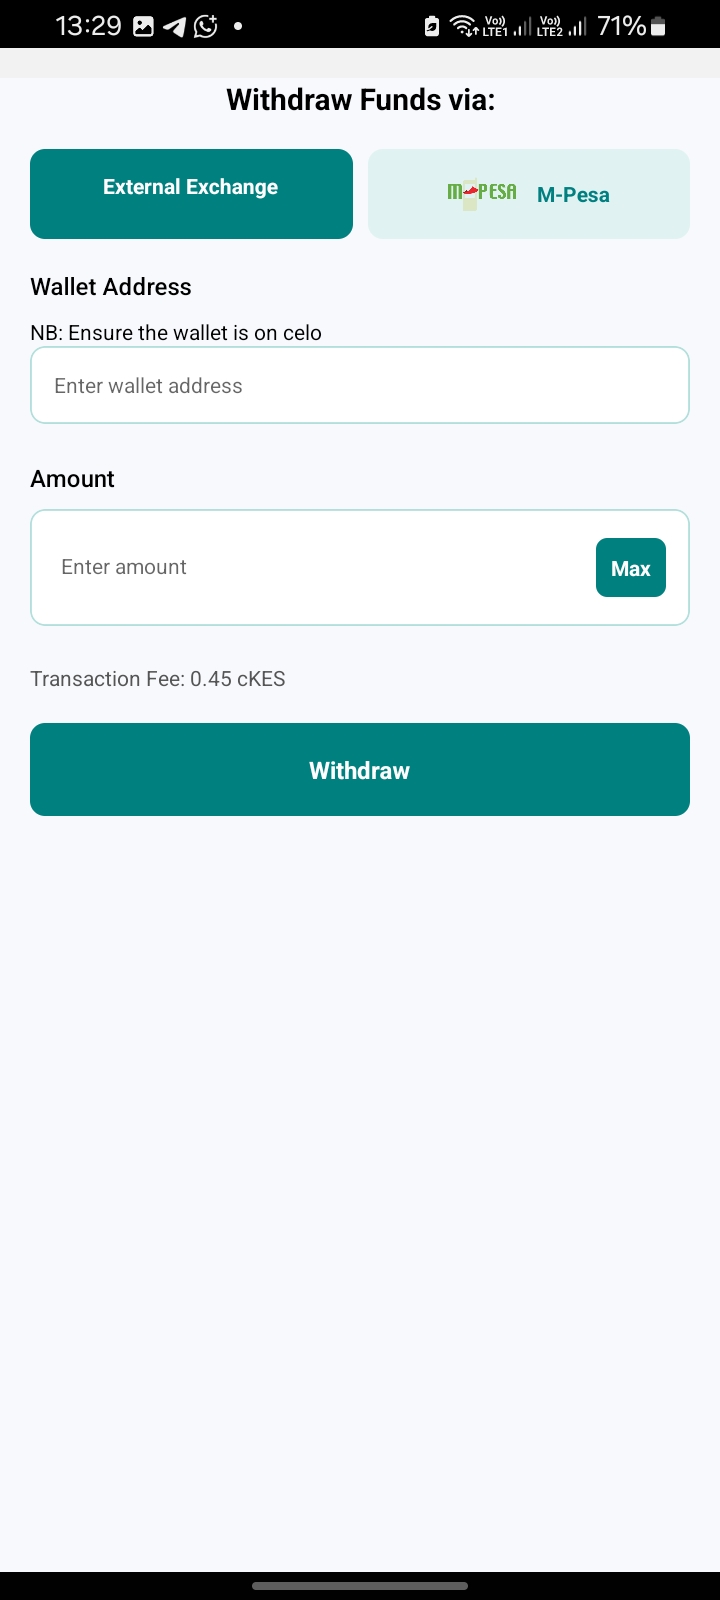 13:29
Vo)) LTE1 Vo)) LTE2 71%
Withdraw Funds via:
External Exchange
M-PESA M-Pesa
Wallet Address
NB: Ensure the wallet is on celo
Enter wallet address
Amount
Enter amount
Max
Transaction Fee: 0.45 cKES
Withdraw